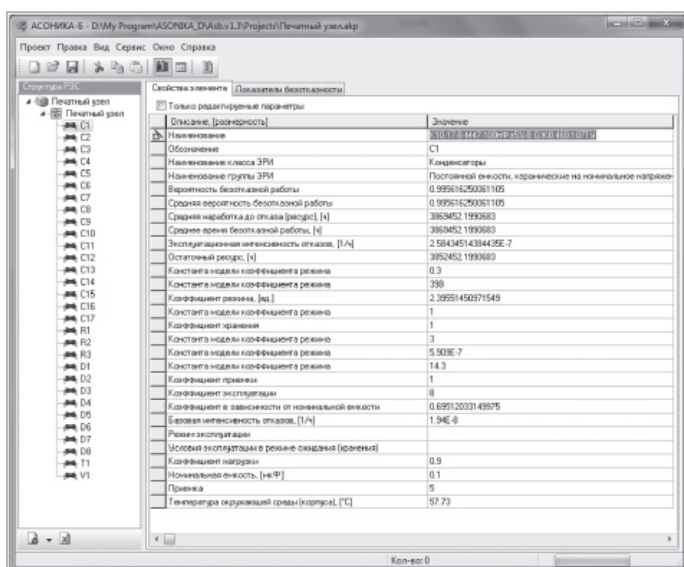 АСОНИКА-Б - D:\My Program\ASONIKA_D\Asb.v1.3\Projects\Печатный узел.akp
Проект Правка Вид Сервис Окно Справка
Структура РЭС
Печатный узел
Печатный узел
C1
C2
C3
C4
C5
C6
C7
C8
C9
C10
C11
C12
C13
C14
C15
C16
C17
R1
R2
R3
D1
D2
D3
D4
D5
D6
D7
D8
T1
V1
Свойства элемента Показатели безотказности
Только редактируемые параметры
Описание, [размерность] Значение
Наименование
Обозначение C1
Наименование класса ЭРИ Конденсаторы
Наименование группы ЭРИ Постоянной емкости, керамические на номинальное напряжен
Вероятность безотказной работы 0.995616250061105
Средняя вероятность безотказной работы 0.995616250061105
Средняя наработка до отказа (ресурс), [ч] 3869452.1990683
Среднее время безотказной работы, [ч] 3869452.1990683
Эксплуатационная интенсивность отказов, [1/ч] 2.58434514384435E-7
Остаточный ресурс, [ч] 3852452.1990683
Константа модели коэффициента режима 0.3
Константа модели коэффициента режима 398
Коэффициент режима, [ед.] 2.39551450971549
Константа модели коэффициента режима 1
Коэффициент хранения 1
Константа модели коэффициента режима 3
Константа модели коэффициента режима 5.909E-7
Константа модели коэффициента режима 14.3
Коэффициент приемки 1
Коэффициент эксплуатации 8
Коэффициент в зависимости от номинальной емкости 0.69512033149975
Базовая интенсивность отказов, [1/ч] 1.94E-8
Режим эксплуатации
Условия эксплуатации в режиме ожидания (хранения)
Коэффициент нагрузки 0.9
Номинальная емкость, [мкФ] 0.1
Приемка 5
Температура окружающей среды (корпуса), [°C] 57.73
Кол-во: 0